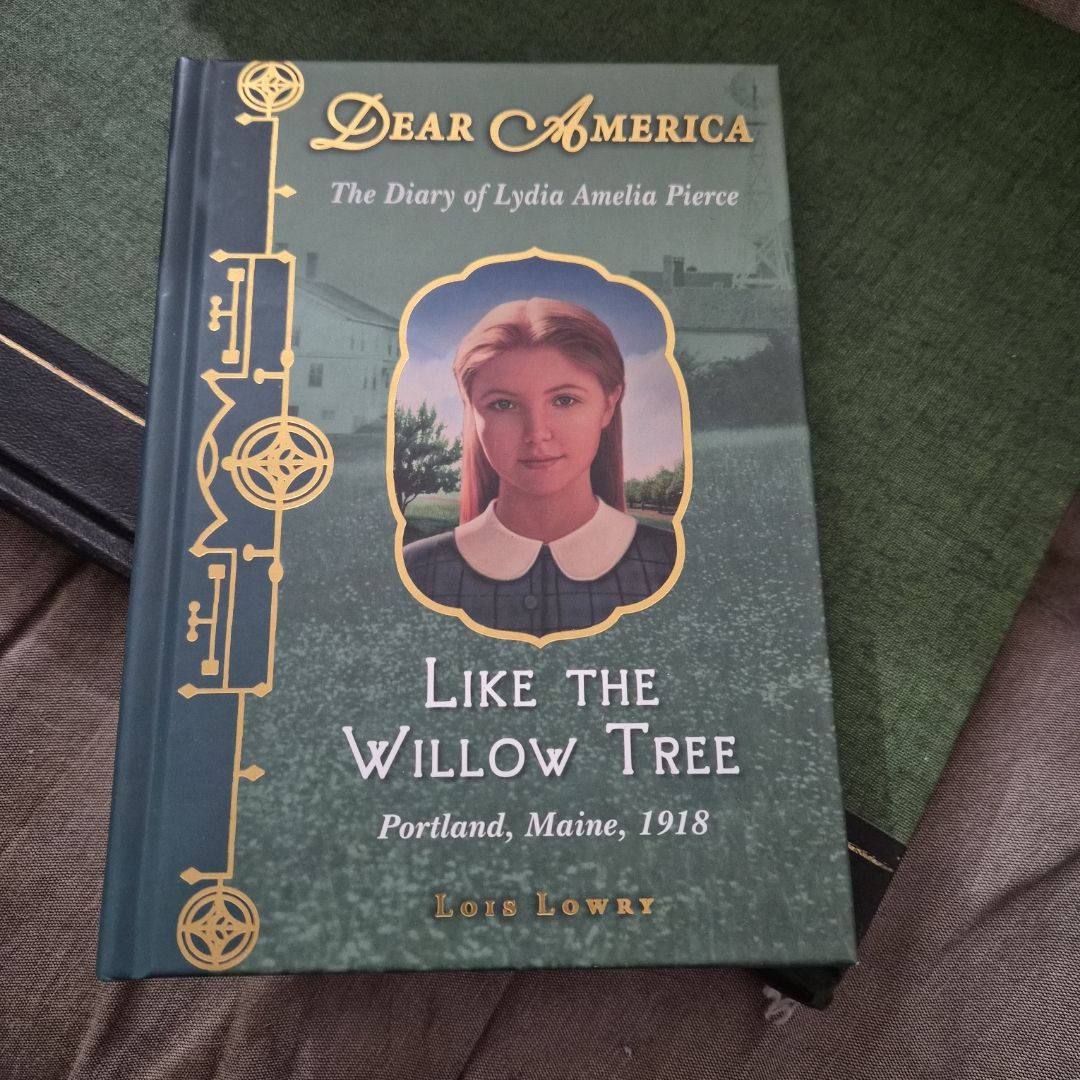 DEAR AMERICA
The Diary of Lydia Amelia Pierce
LIKE THE
WILLOW TREE
Portland, Maine, 1918
LOIS LOWRY